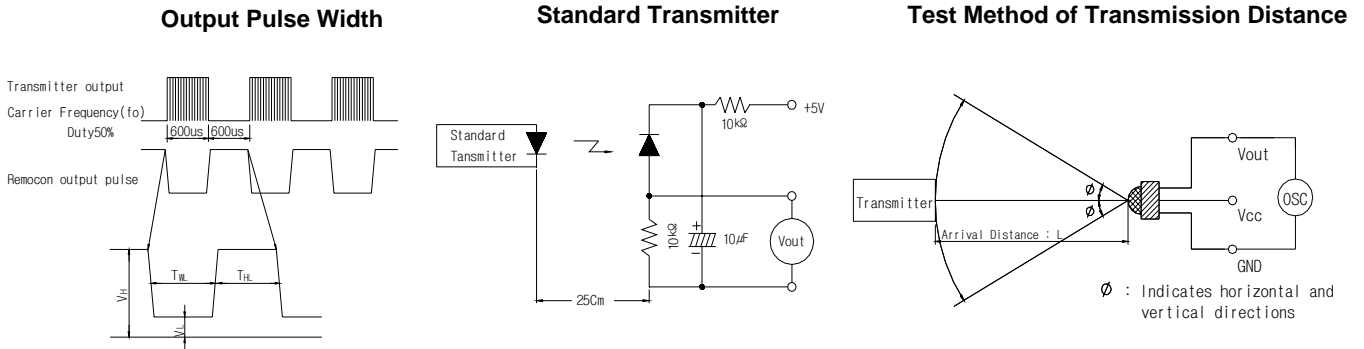 Output Pulse Width
Transmitter output
Carrier Frequency(fo)
Duty50%
600us 600us
Remocon output pulse
TWL THL
VH
VL
Standard Transmitter
+5V
10kΩ
Standard
Tansmitter
10kΩ
10μF
Vout
25Cm
Test Method of Transmission Distance
Vout
Ø
Transmitter
OSC
Ø
Vcc
Arrival Distance : L
GND
Ø : Indicates horizontal and
vertical directions